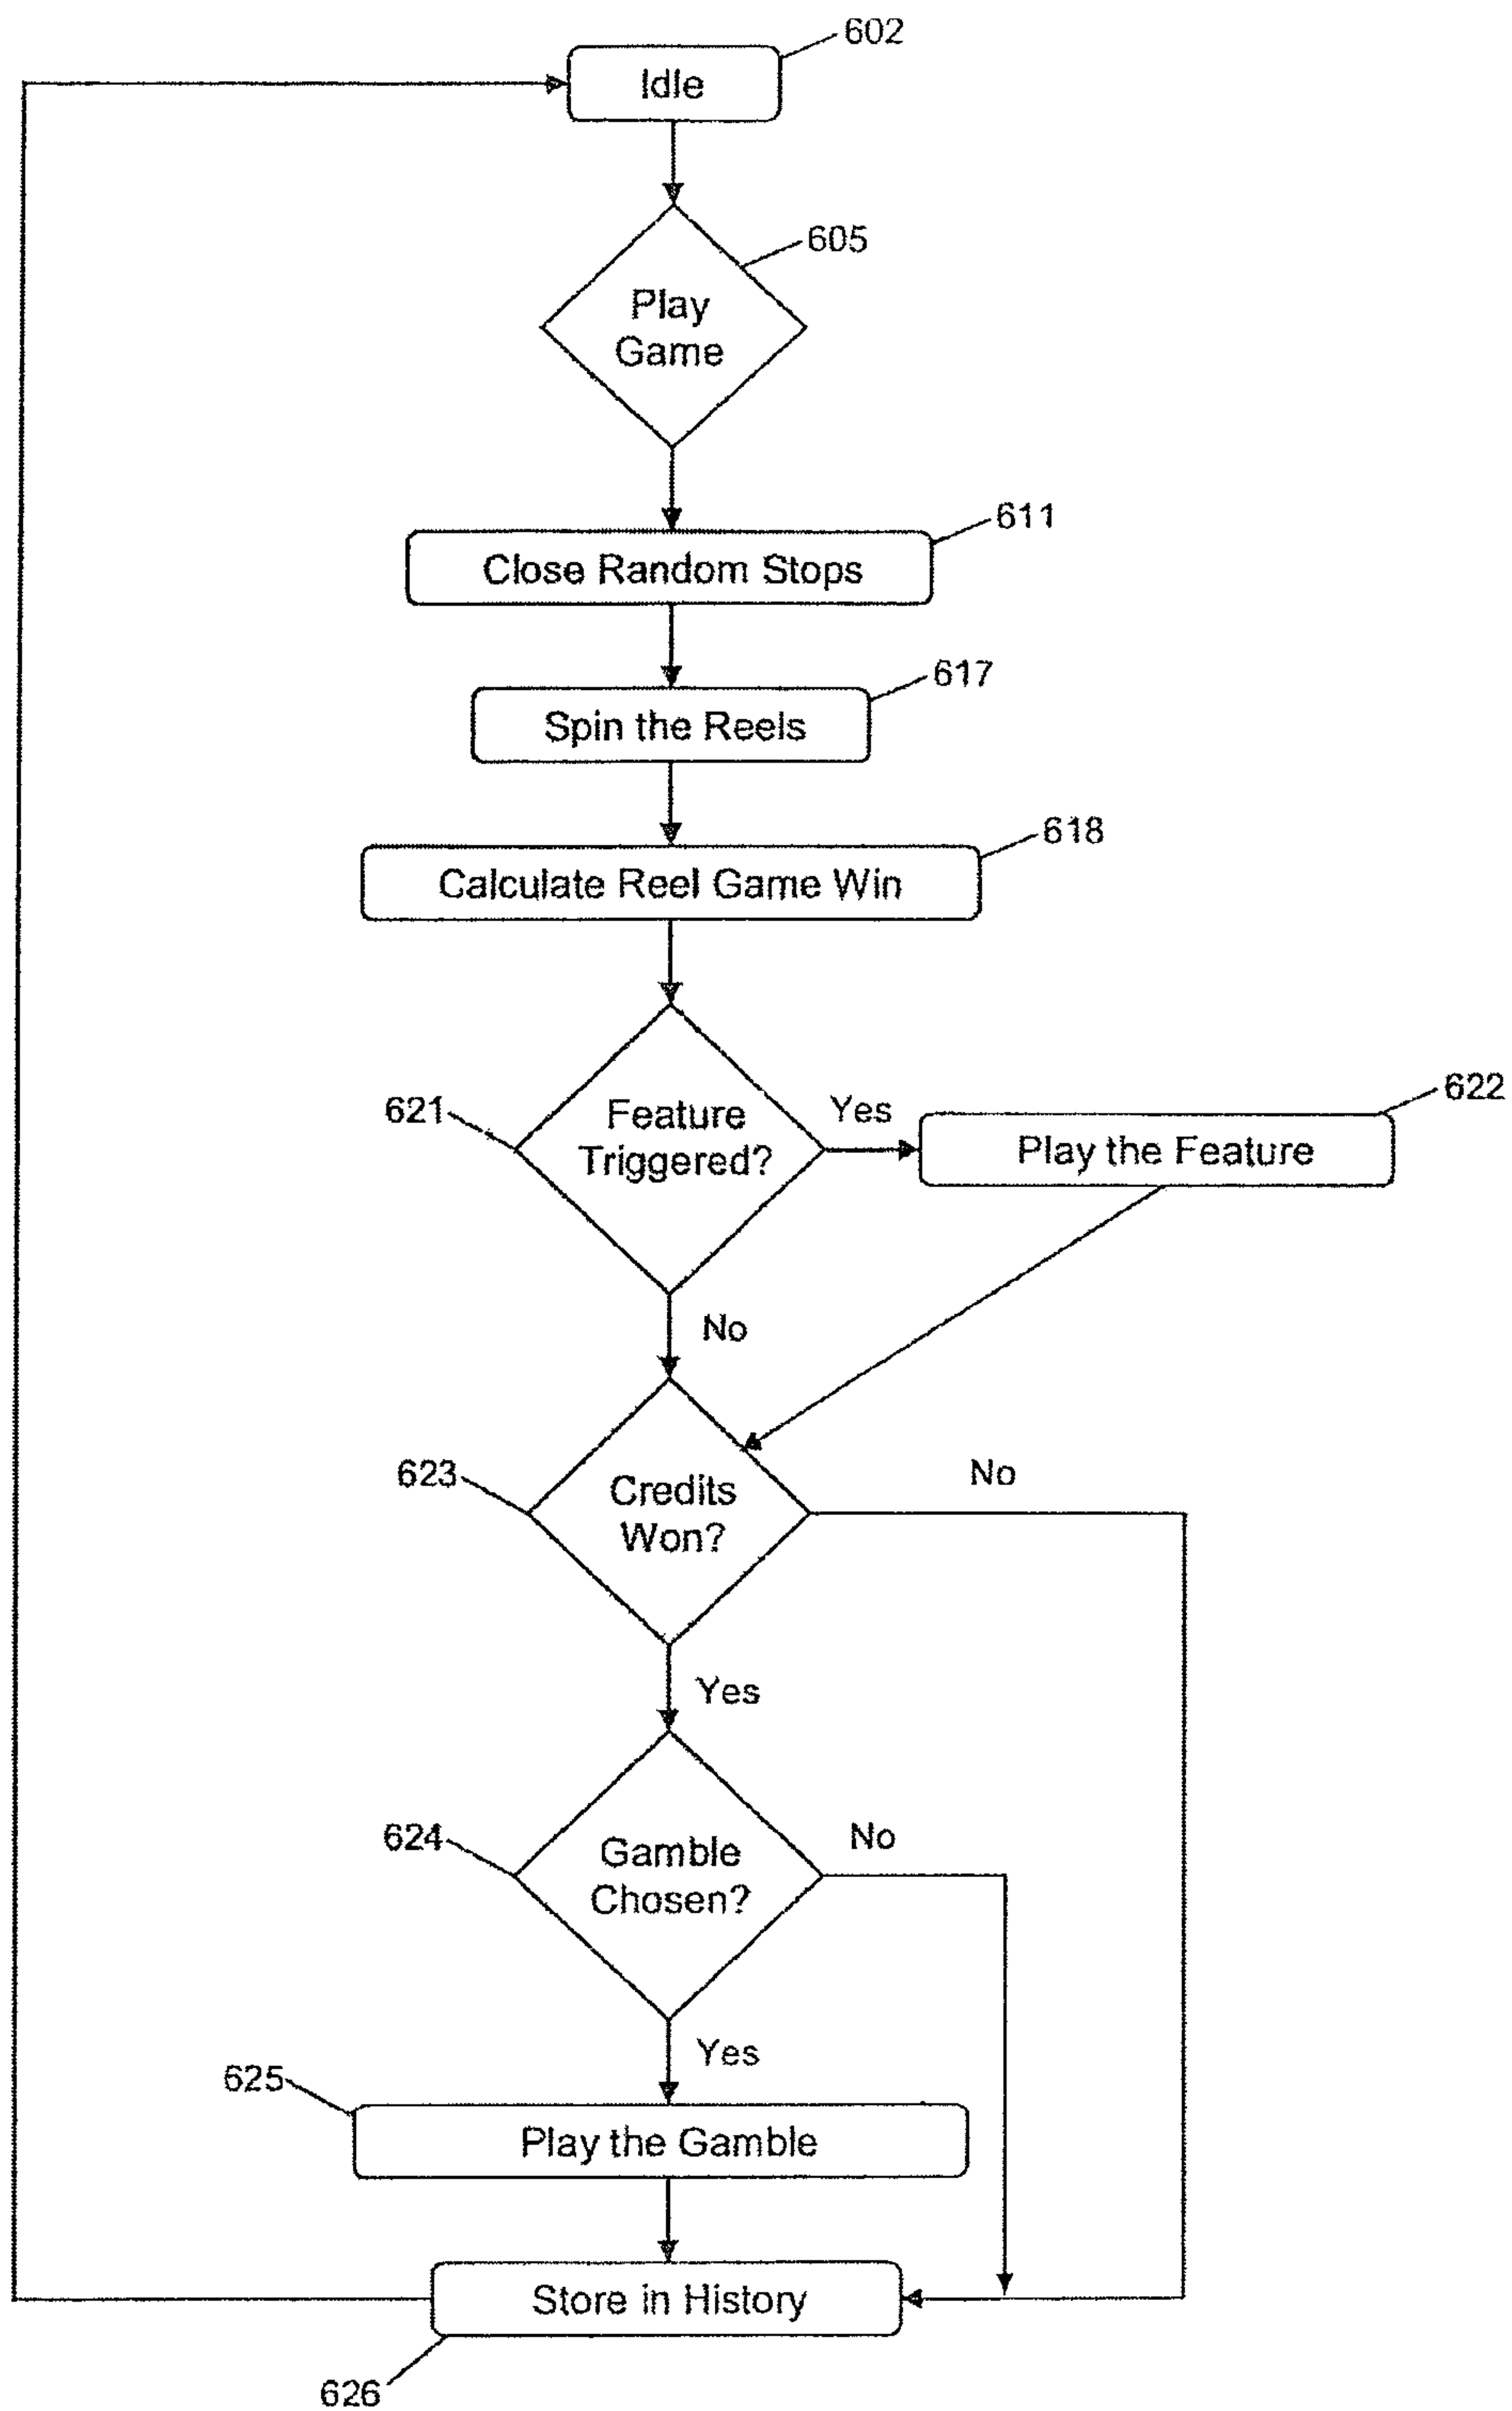 602
Idle
605
Play
Game
611
Close Random Stops
617
Spin the Reels
618
Calculate Reel Game Win
621
Feature
Triggered?
Yes
622
Play the Feature
No
623
Credits
Won?
No
Yes
624
Gamble
Chosen?
No
Yes
625
Play the Gamble
Store in History
626